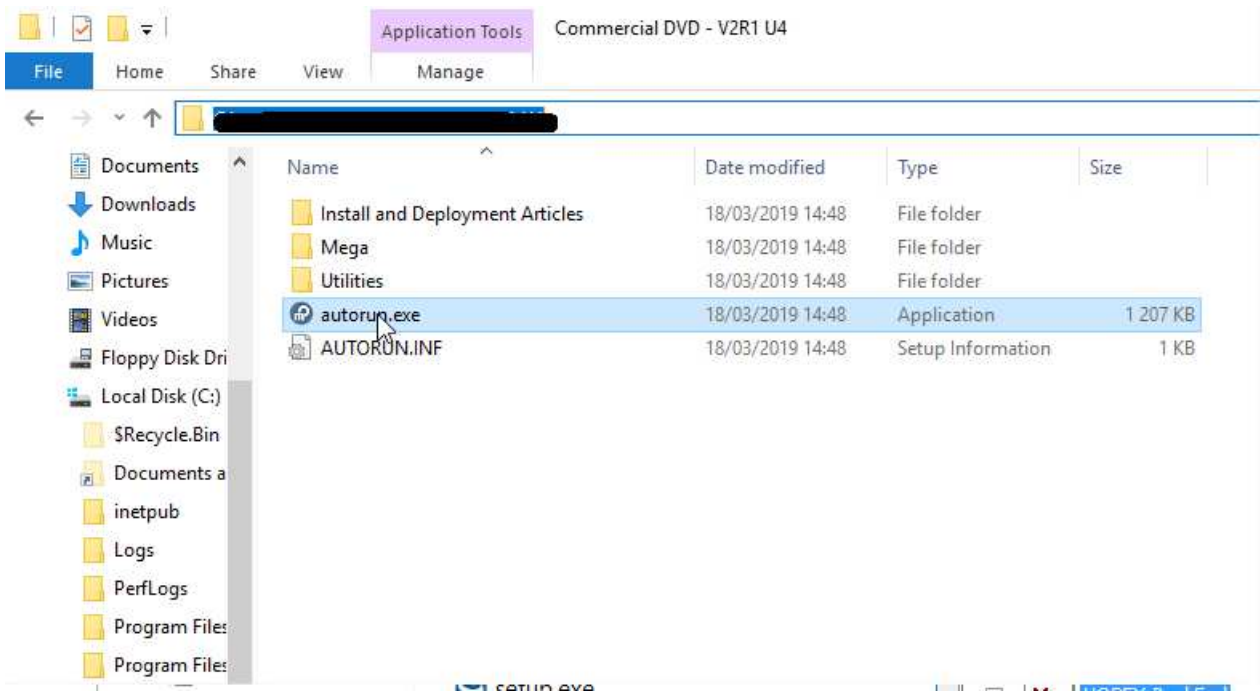 Application Tools Commercial DVD - V2R1 U4
File Home Share View Manage
Name Date modified Type Size
Documents
Downloads
Music
Pictures
Videos
Floppy Disk Dri
Local Disk (C:)
$Recycle.Bin
Documents a
inetpub
Logs
PerfLogs
Program Files
Program Files
Install and Deployment Articles 18/03/2019 14:48 File folder
Mega 18/03/2019 14:48 File folder
Utilities 18/03/2019 14:48 File folder
autorun.exe 18/03/2019 14:48 Application 1 207 KB
AUTORUN.INF 18/03/2019 14:48 Setup Information 1 KB
setup.exe